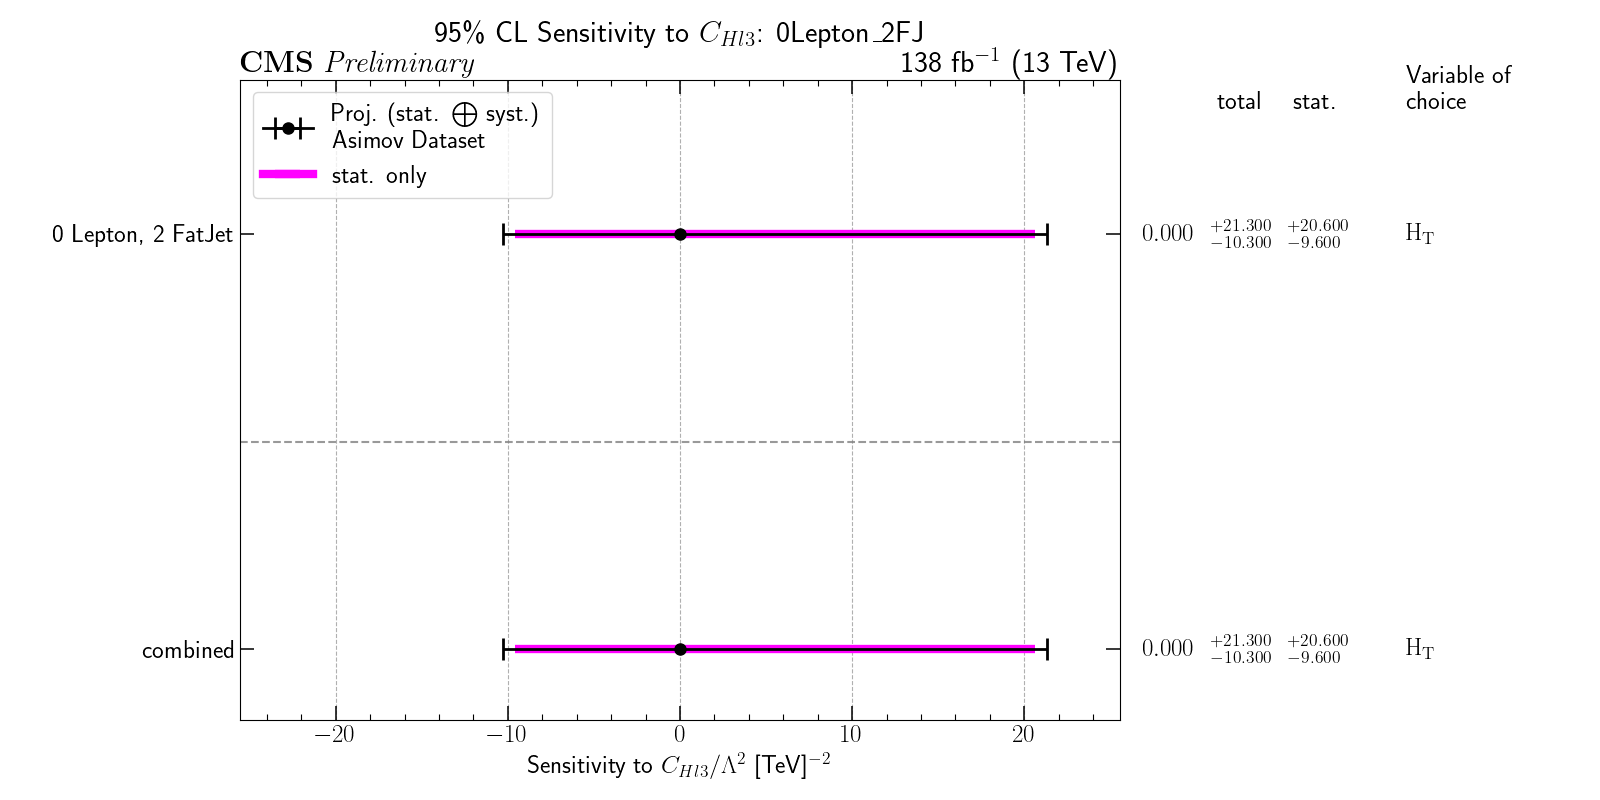 95% CL Sensitivity to C_{Hl3}: 0Lepton_2FJ
CMS Preliminary 138 fb^{−1} (13 TeV)
total stat. Variable of
choice
Proj. (stat. ⊕ syst.)
Asimov Dataset
stat. only
0 Lepton, 2 FatJet 0.000 +21.300 −10.300 +20.600 −9.600 H_T
combined 0.000 +21.300 −10.300 +20.600 −9.600 H_T
−20 −10 0 10 20
Sensitivity to C_{Hl3}/Λ^2 [TeV]^{−2}